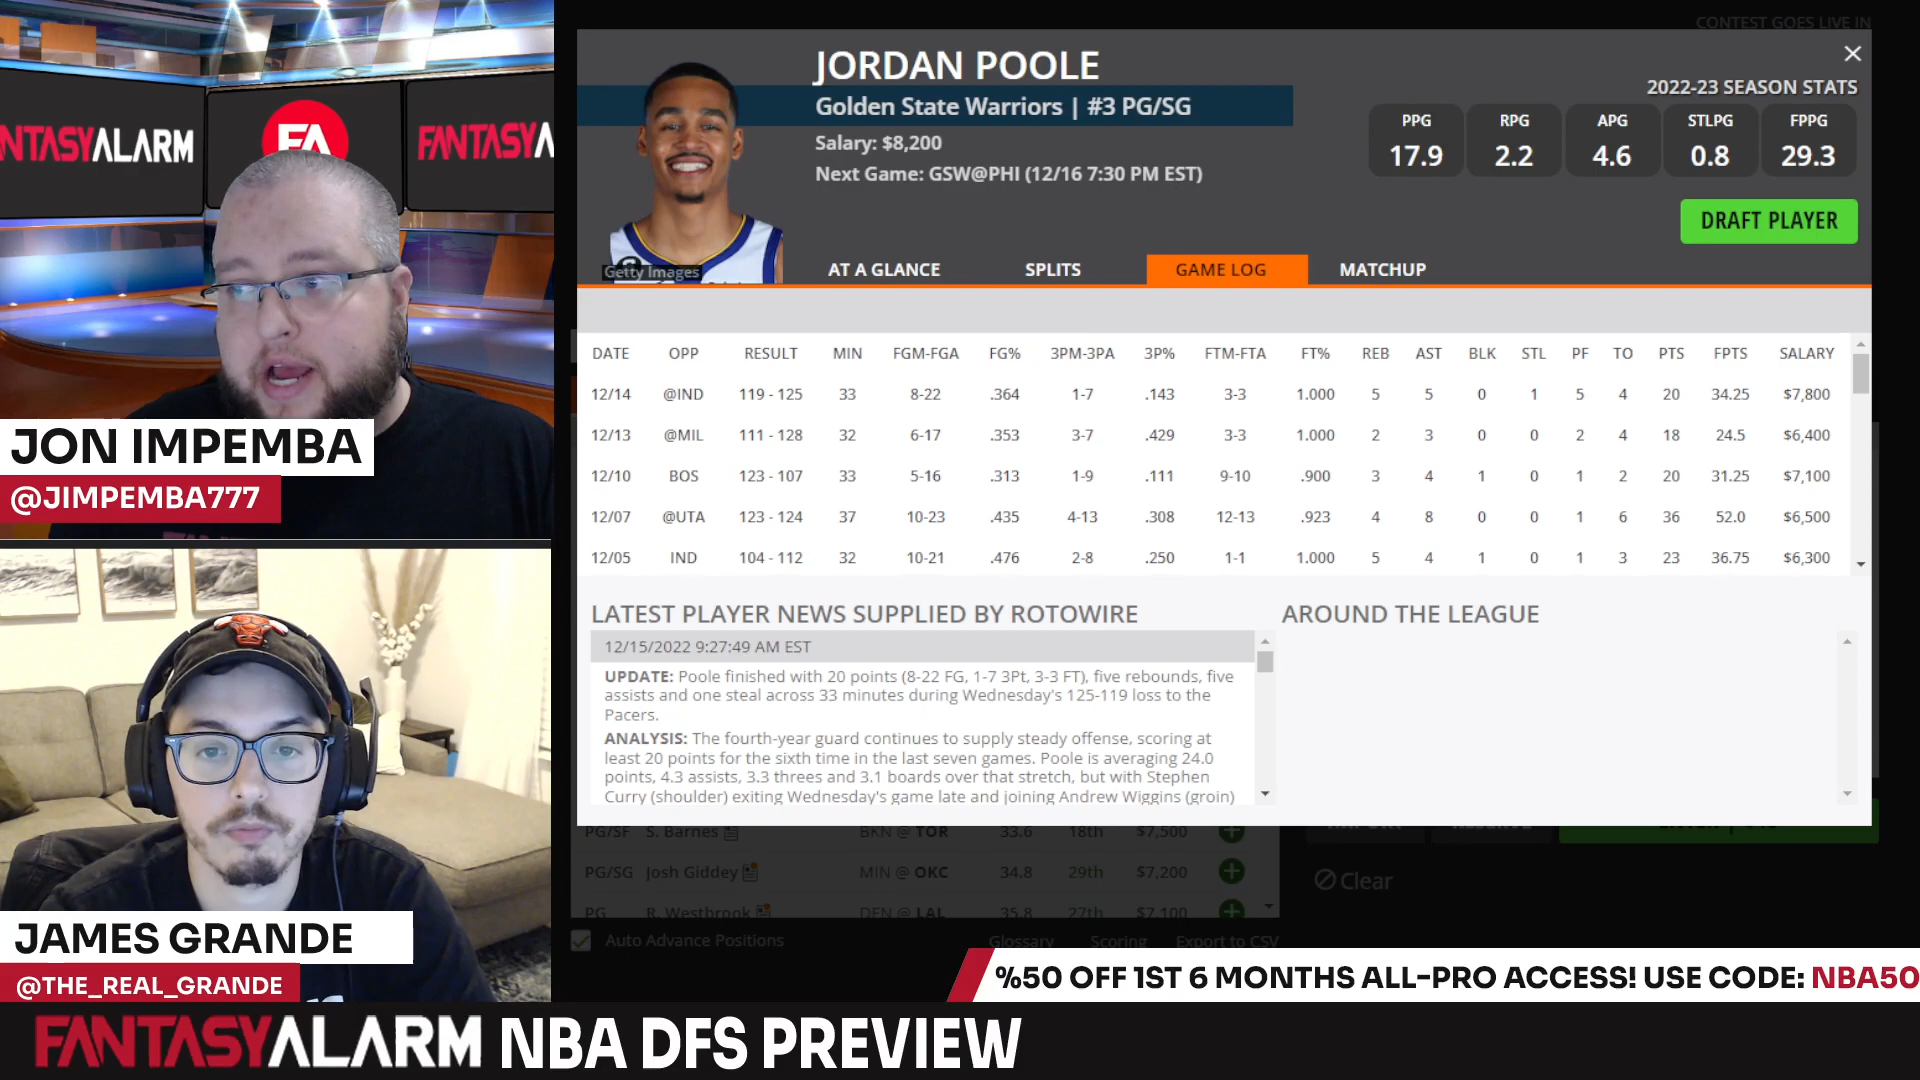 CONTEST GOES LIVE IN
NTASYALARM
FA
FANTASYA
JON IMPEMBA
@JIMPEMBA777
JAMES GRANDE
@THE_REAL_GRANDE
JORDAN POOLE
Golden State Warriors | #3 PG/SG
Salary: $8,200
Next Game: GSW@PHI (12/16 7:30 PM EST)
Getty Images
2022-23 SEASON STATS
PPG RPG APG STLPG FPPG
17.9 2.2 4.6 0.8 29.3
DRAFT PLAYER
AT A GLANCE SPLITS GAME LOG MATCHUP
DATE OPP RESULT MIN FGM-FGA FG% 3PM-3PA 3P% FTM-FTA FT% REB AST BLK STL PF TO PTS FPTS SALARY
12/14 @IND 119 - 125 33 8-22 .364 1-7 .143 3-3 1.000 5 5 0 1 5 4 20 34.25 $7,800
12/13 @MIL 111 - 128 32 6-17 .353 3-7 .429 3-3 1.000 2 3 0 0 2 4 18 24.5 $6,400
12/10 BOS 123 - 107 33 5-16 .313 1-9 .111 9-10 .900 3 4 1 0 1 2 20 31.25 $7,100
12/07 @UTA 123 - 124 37 10-23 .435 4-13 .308 12-13 .923 4 8 0 0 1 6 36 52.0 $6,500
12/05 IND 104 - 112 32 10-21 .476 2-8 .250 1-1 1.000 5 4 1 0 1 3 23 36.75 $6,300
LATEST PLAYER NEWS SUPPLIED BY ROTOWIRE
12/15/2022 9:27:49 AM EST
UPDATE: Poole finished with 20 points (8-22 FG, 1-7 3Pt, 3-3 FT), five rebounds, five
assists and one steal across 33 minutes during Wednesday's 125-119 loss to the
Pacers.
ANALYSIS: The fourth-year guard continues to supply steady offense, scoring at
least 20 points for the sixth time in the last seven games. Poole is averaging 24.0
points, 4.3 assists, 3.3 threes and 3.1 boards over that stretch, but with Stephen
Curry (shoulder) exiting Wednesday's game late and joining Andrew Wiggins (groin)
AROUND THE LEAGUE
PG/SF S. Barnes BKN @ TOR 33.6 18th $7,500
PG/SG Josh Giddey MIN @ OKC 34.8 29th $7,200
PG R. Westbrook DEN @ LAL 35.8 27th $7,100
Clear
Auto Advance Positions Glossary Scoring Export to CSV
%50 OFF 1ST 6 MONTHS ALL-PRO ACCESS! USE CODE: NBA50
FANTASYALARM NBA DFS PREVIEW